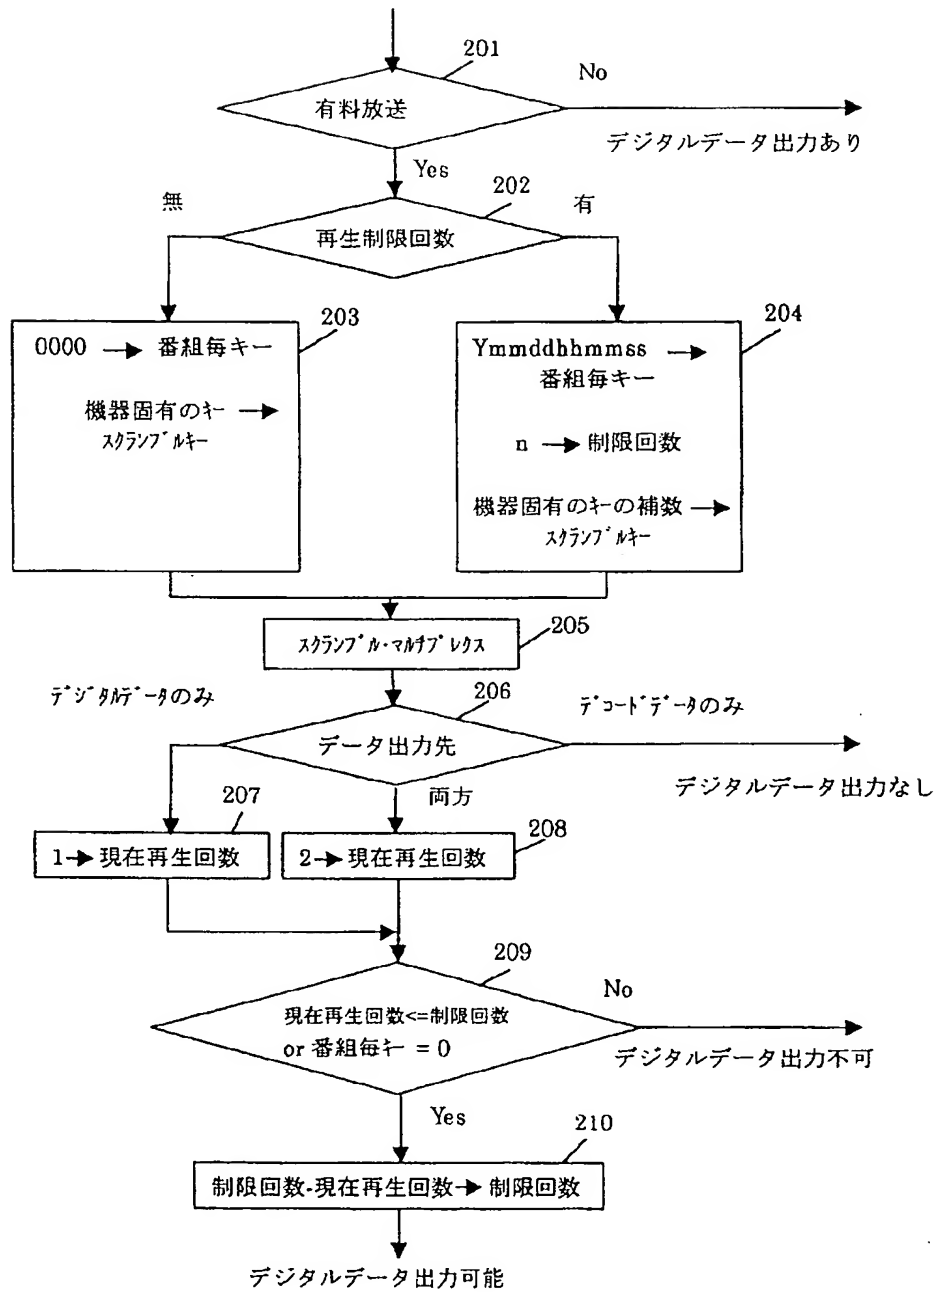 201
No
有料放送
デジタルデータ出力あり
Yes
202
無
有
再生制限回数
203
204
0000 → 番組毎キー
機器固有のキー →
スクランブルキー
Ymmddhhmmss →
番組毎キー
n → 制限回数
機器固有のキーの補数 →
スクランブルキー
スクランブル・マルチプレクス
205
デジタルデータのみ
206
デコードデータのみ
データ出力先
デジタルデータ出力なし
207
両方
208
1→現在再生回数
2→現在再生回数
209
No
現在再生回数<=制限回数
or 番組毎キー = 0
デジタルデータ出力不可
Yes
210
制限回数-現在再生回数→ 制限回数
デジタルデータ出力可能